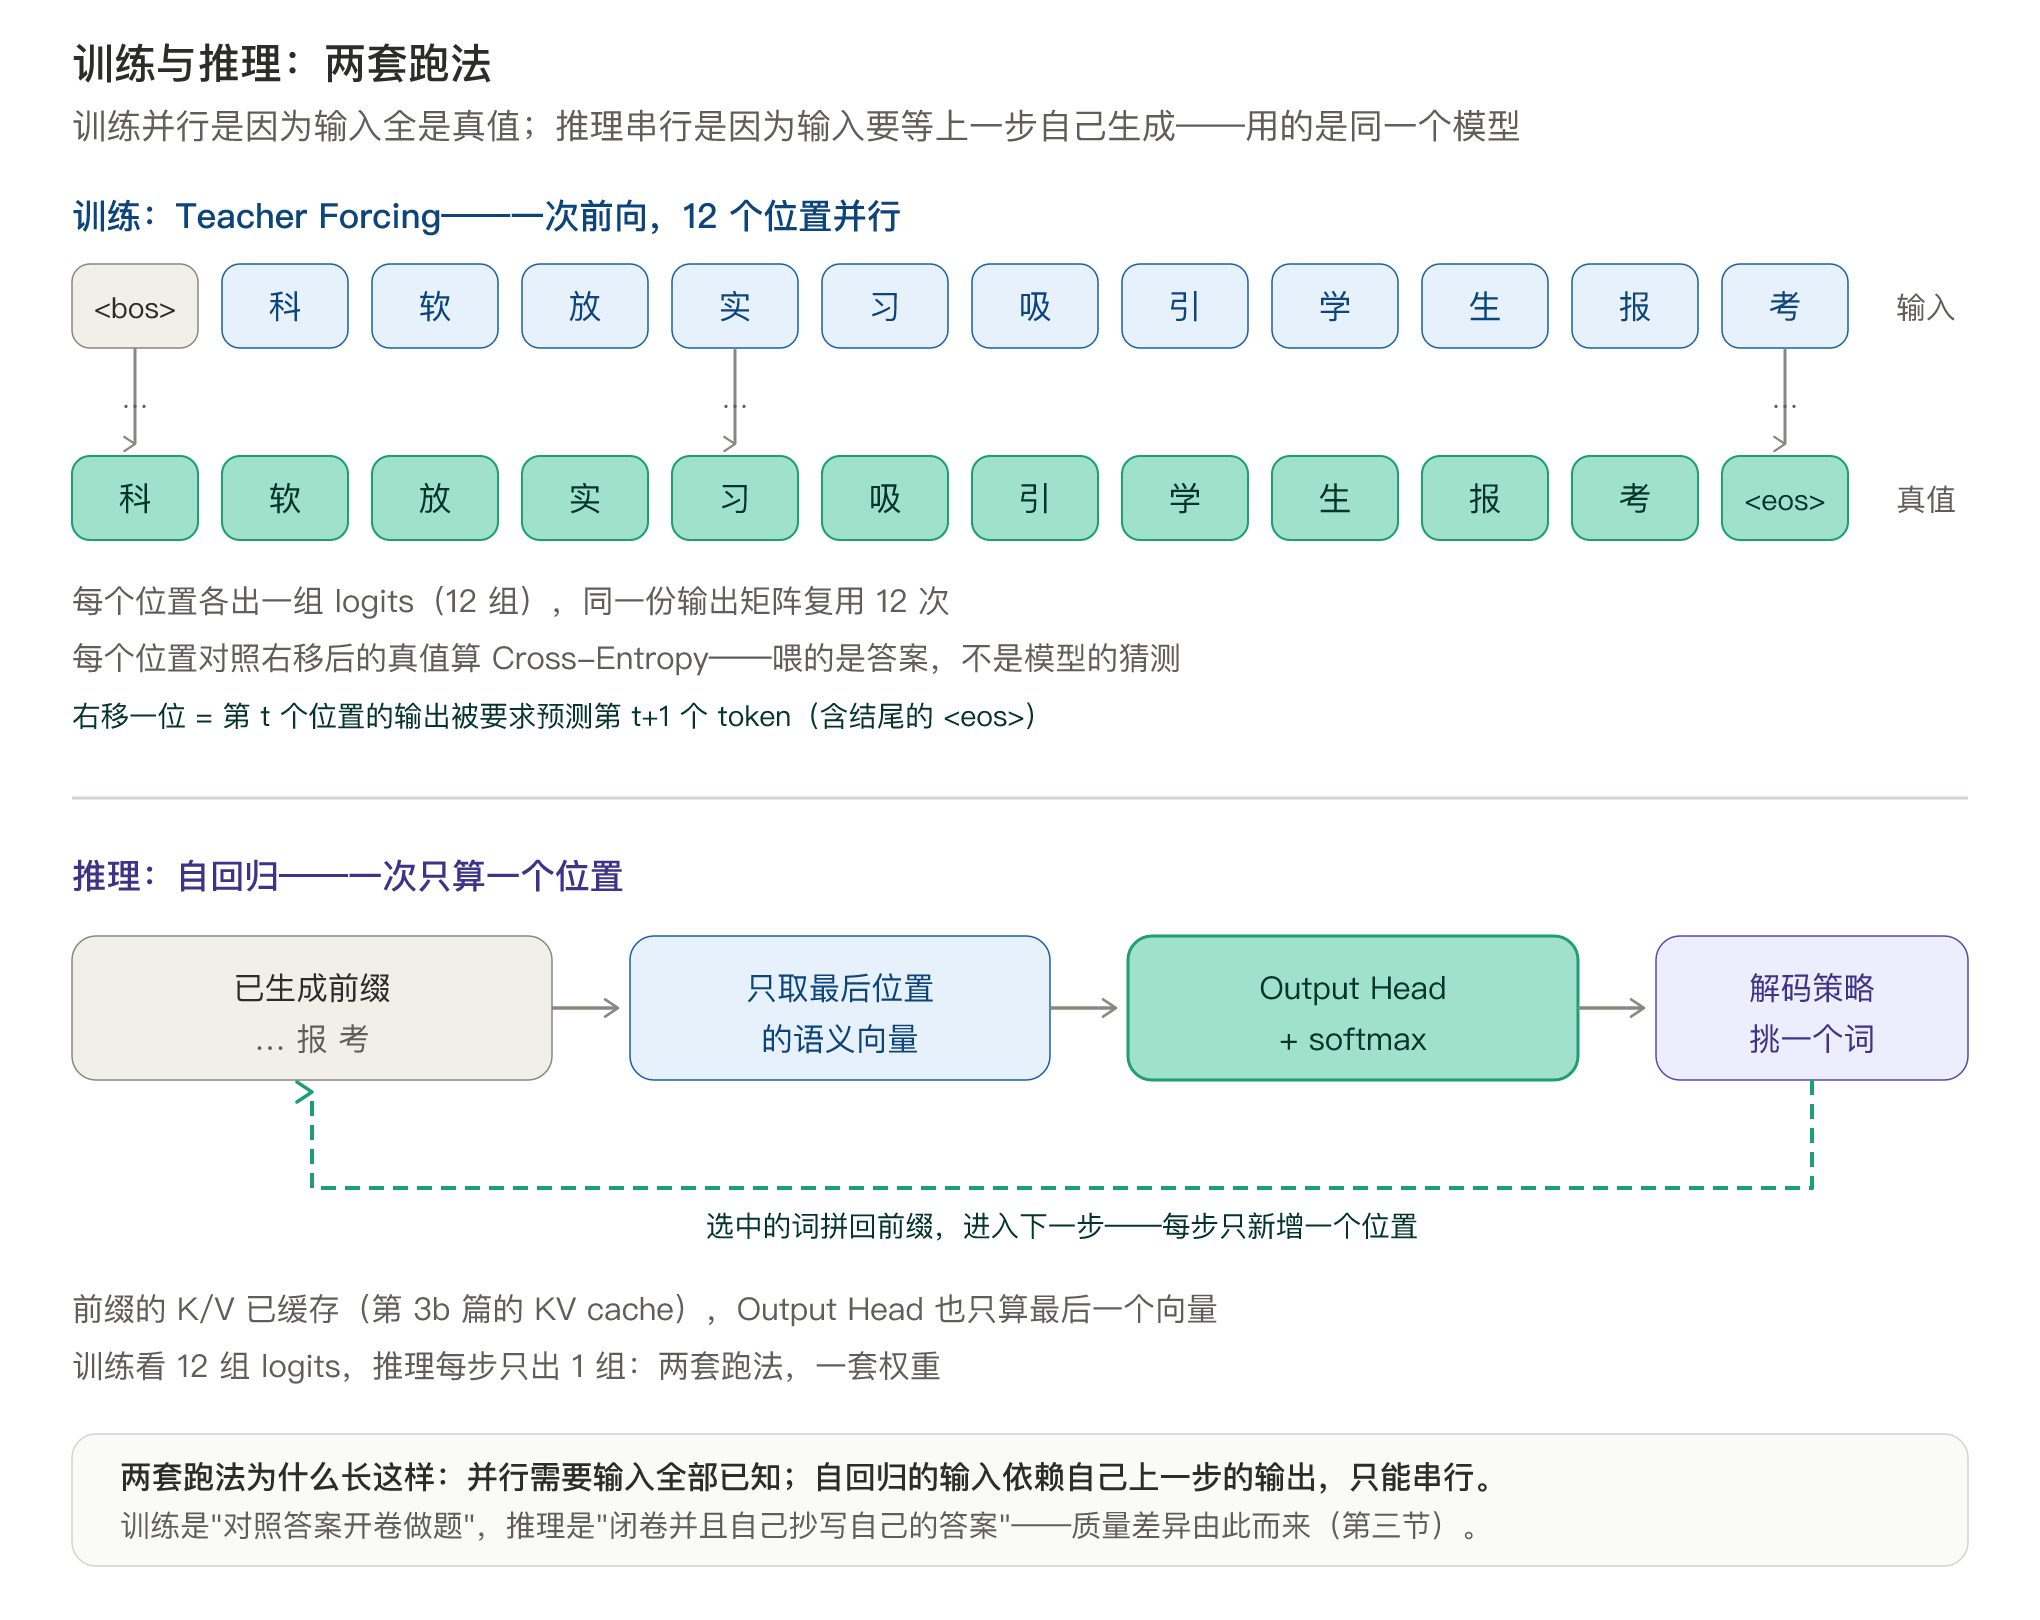 训练与推理：两套跑法
训练并行是因为输入全是真值；推理串行是因为输入要等上一步自己生成——用的是同一个模型
训练：Teacher Forcing——一次前向，12 个位置并行
<bos> 科 软 放 实 习 吸 引 学 生 报 考 输入
... ... ...
科 软 放 实 习 吸 引 学 生 报 考 <eos> 真值
每个位置各出一组 logits（12 组），同一份输出矩阵复用 12 次
每个位置对照右移后的真值算 Cross-Entropy——喂的是答案，不是模型的猜测
右移一位 = 第 t 个位置的输出被要求预测第 t+1 个 token（含结尾的 <eos>）
推理：自回归——一次只算一个位置
已生成前缀
... 报 考
只取最后位置
的语义向量
Output Head
+ softmax
解码策略
挑一个词
选中的词拼回前缀，进入下一步——每步只新增一个位置
前缀的 K/V 已缓存（第 3b 篇的 KV cache），Output Head 也只算最后一个向量
训练看 12 组 logits，推理每步只出 1 组：两套跑法，一套权重
两套跑法为什么长这样：并行需要输入全部已知；自回归的输入依赖自己上一步的输出，只能串行。
训练是"对照答案开卷做题"，推理是"闭卷并且自己抄写自己的答案"——质量差异由此而来（第三节）。